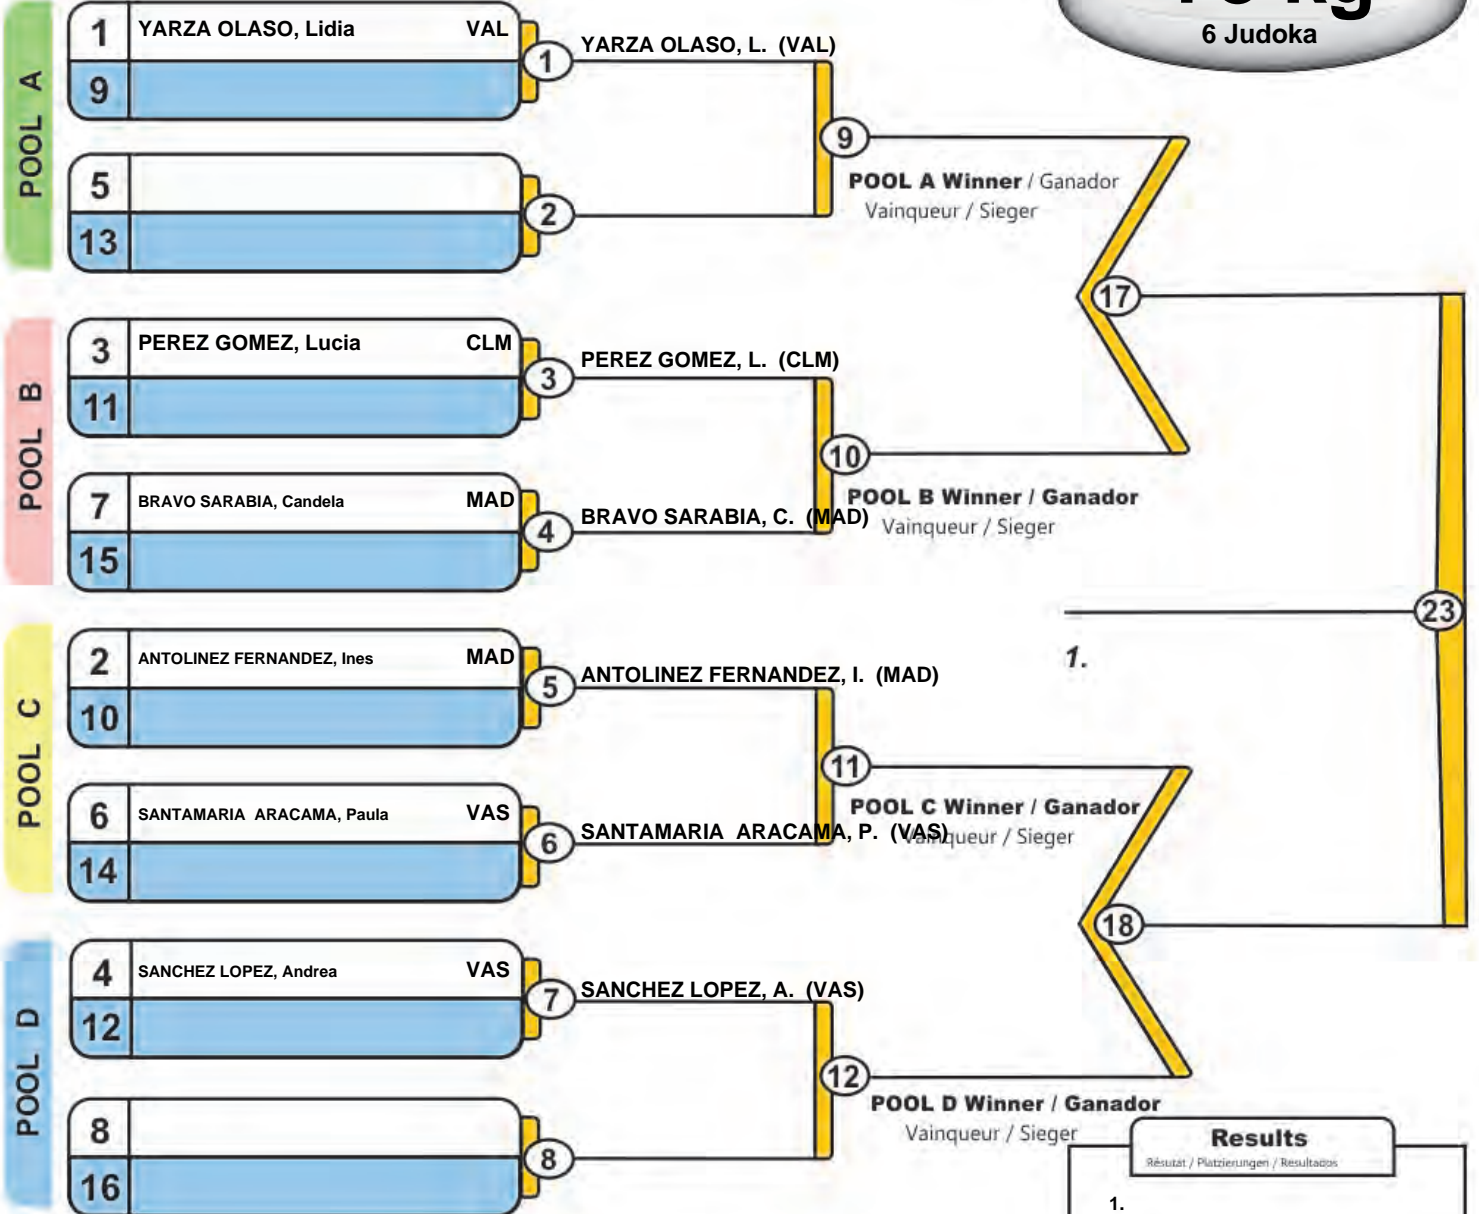 6 Judoka
POOL A
1 YARZA OLASO, Lidia VAL
9
1
YARZA OLASO, L. (VAL)
5
13
2
9
POOL A Winner / Ganador
Vainqueur / Sieger
POOL B
3 PEREZ GOMEZ, Lucia CLM
11
3
PEREZ GOMEZ, L. (CLM)
7 BRAVO SARABIA, Candela MAD
15
4
BRAVO SARABIA, C. (MAD)
10
POOL B Winner / Ganador
Vainqueur / Sieger
17
POOL C
2 ANTOLINEZ FERNANDEZ, Ines MAD
10
5
ANTOLINEZ FERNANDEZ, I. (MAD)
6 SANTAMARIA ARACAMA, Paula VAS
14
6
SANTAMARIA ARACAMA, P. (VAS)
11
POOL C Winner / Ganador
Vainqueur / Sieger
POOL D
4 SANCHEZ LOPEZ, Andrea VAS
12
7
SANCHEZ LOPEZ, A. (VAS)
8
16
8
12
POOL D Winner / Ganador
Vainqueur / Sieger
18
23
1.
Results
Résutat / Platzierungen / Resultados
1.